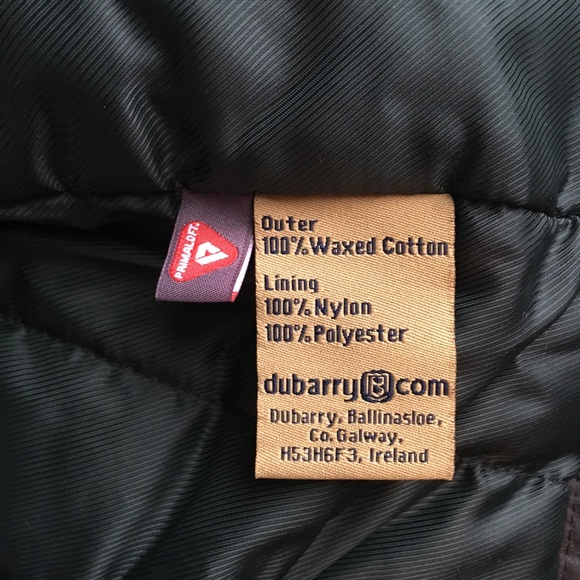 PRIMALOFT®
Outer
100% Waxed Cotton
Lining
100% Nylon
100% Polyester
dubarry com
Dubarry, Ballinasloe,
Co. Galway,
H53H6F3, Ireland